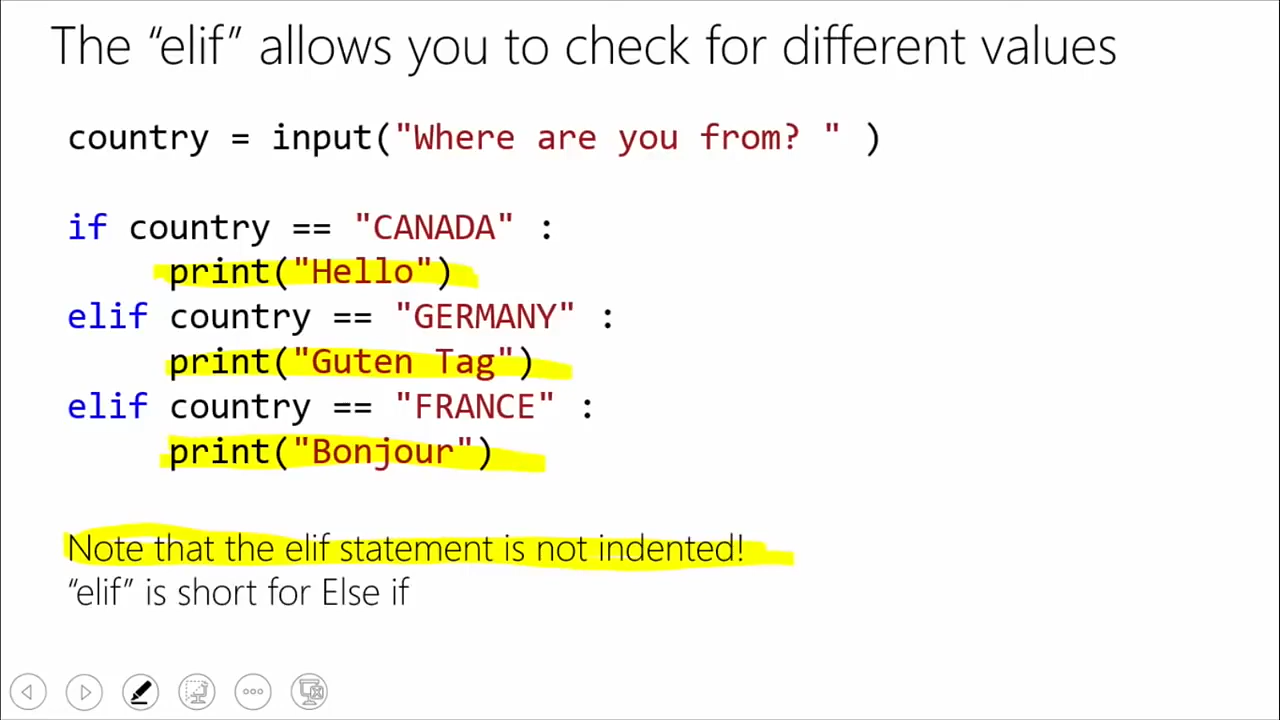 The “elif” allows you to check for different values
country = input("Where are you from? " )
if country == "CANADA" :
print("Hello")
elif country == "GERMANY" :
print("Guten Tag")
elif country == "FRANCE" :
print("Bonjour")
Note that the elif statement is not indented!
“elif” is short for Else if